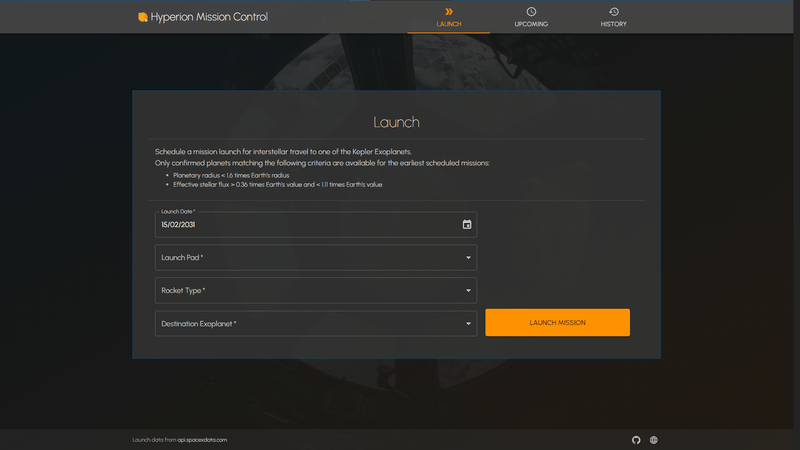 Hyperion Mission Control
LAUNCH
UPCOMING
HISTORY
Launch
Schedule a mission launch for interstellar travel to one of the Kepler Exoplanets.
Only confirmed planets matching the following criteria are available for the earliest scheduled missions:
• Planetary radius < 1.6 times Earth's radius
• Effective stellar flux > 0.36 times Earth's value and < 1.11 times Earth's value
Launch Date *
15/02/2031
Launch Pad *
Rocket Type *
Destination Exoplanet *
LAUNCH MISSION
Launch data from api.spacexdata.com